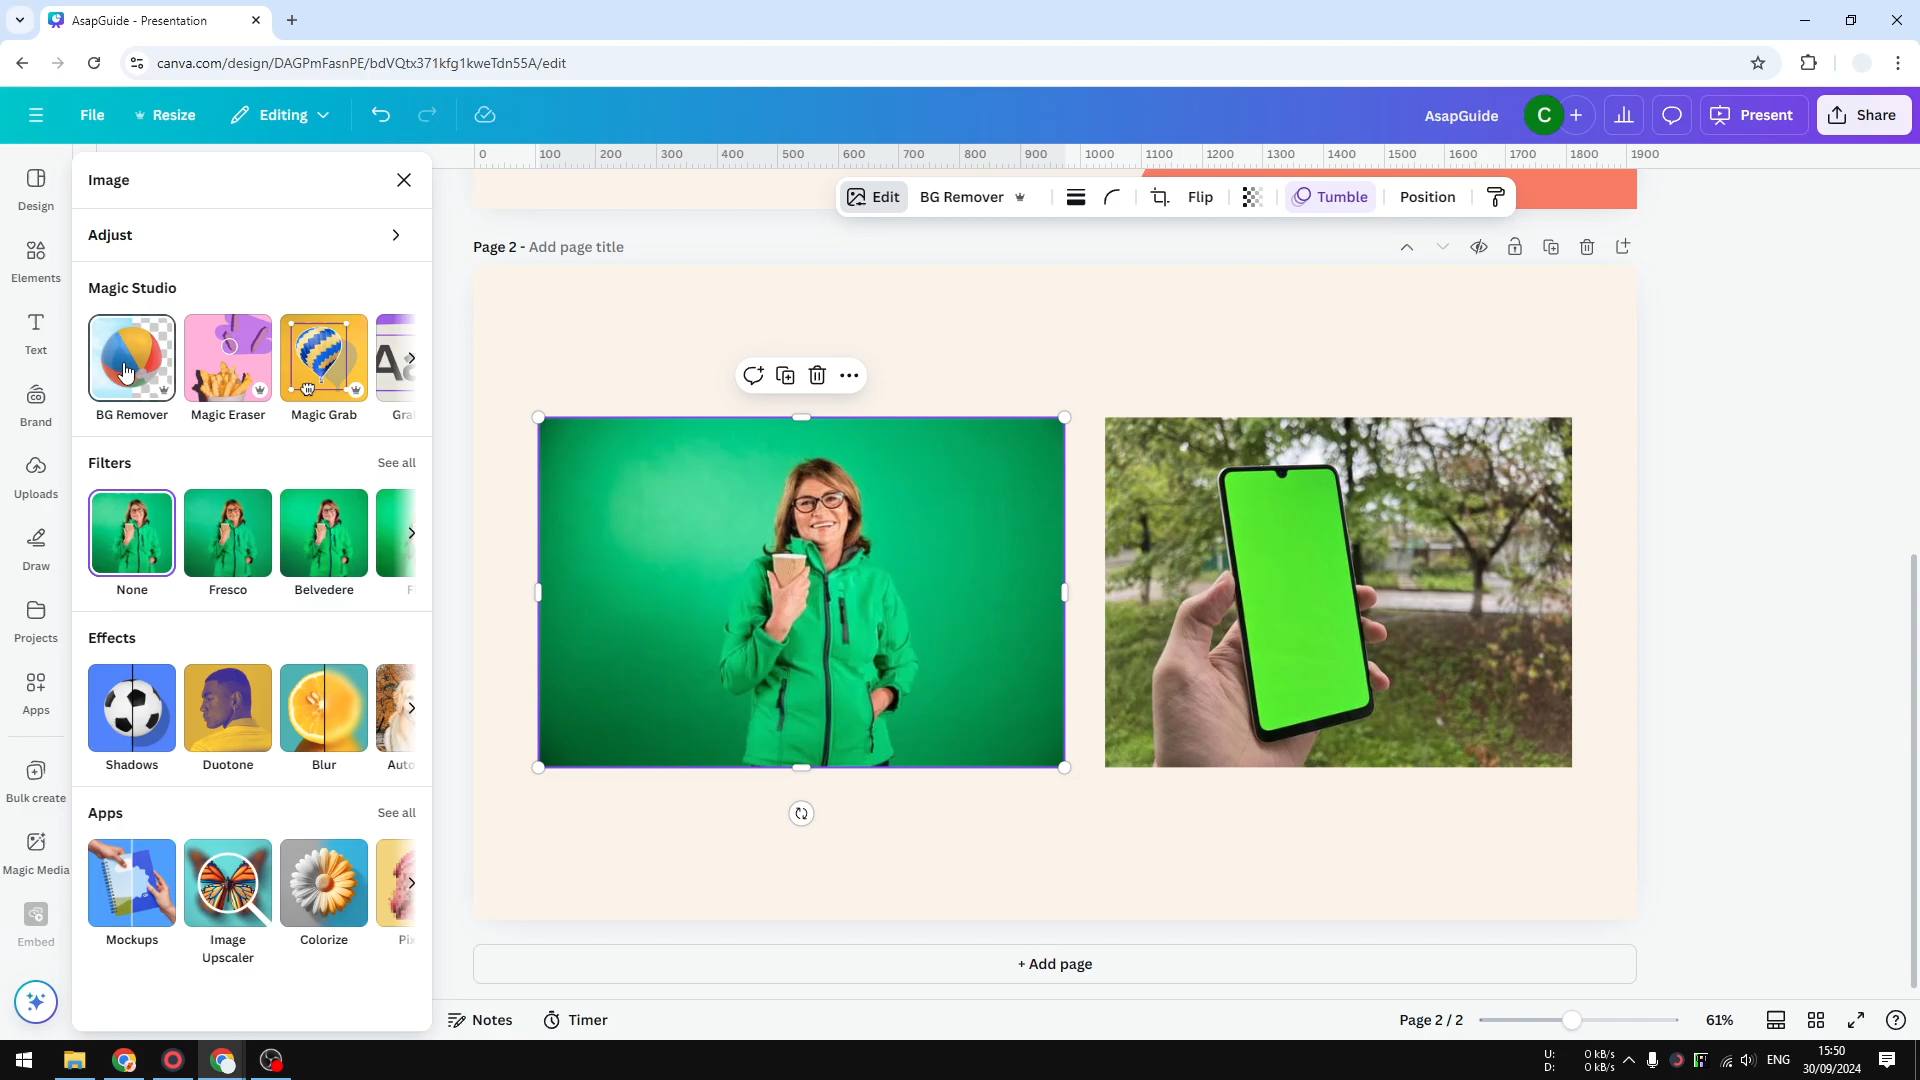 AsapGuide - Presentation
canva.com/design/DAGPmFasnPE/bdVQtx371kfg1kweTdn55A/edit
File
Resize
Editing
AsapGuide
C
Present
Share
0 100 200 300 400 500 600 700 800 900 1000 1100 1200 1300 1400 1500 1600 1700 1800 1900
Design
Elements
Text
Brand
Uploads
Draw
Projects
Apps
Bulk create
Magic Media
Embed
Image
Adjust
Magic Studio
BG Remover
Magic Eraser
Magic Grab
Gra
Filters
See all
None
Fresco
Belvedere
F
Effects
Shadows
Duotone
Blur
Auto
Apps
See all
Mockups
Image
Upscaler
Colorize
Pix
Edit
BG Remover
Flip
Tumble
Position
Page 2 - Add page title
+ Add page
Notes
Timer
Page 2 / 2
61%
U: 0 kB/s
D: 0 kB/s
ENG
15:50
30/09/2024